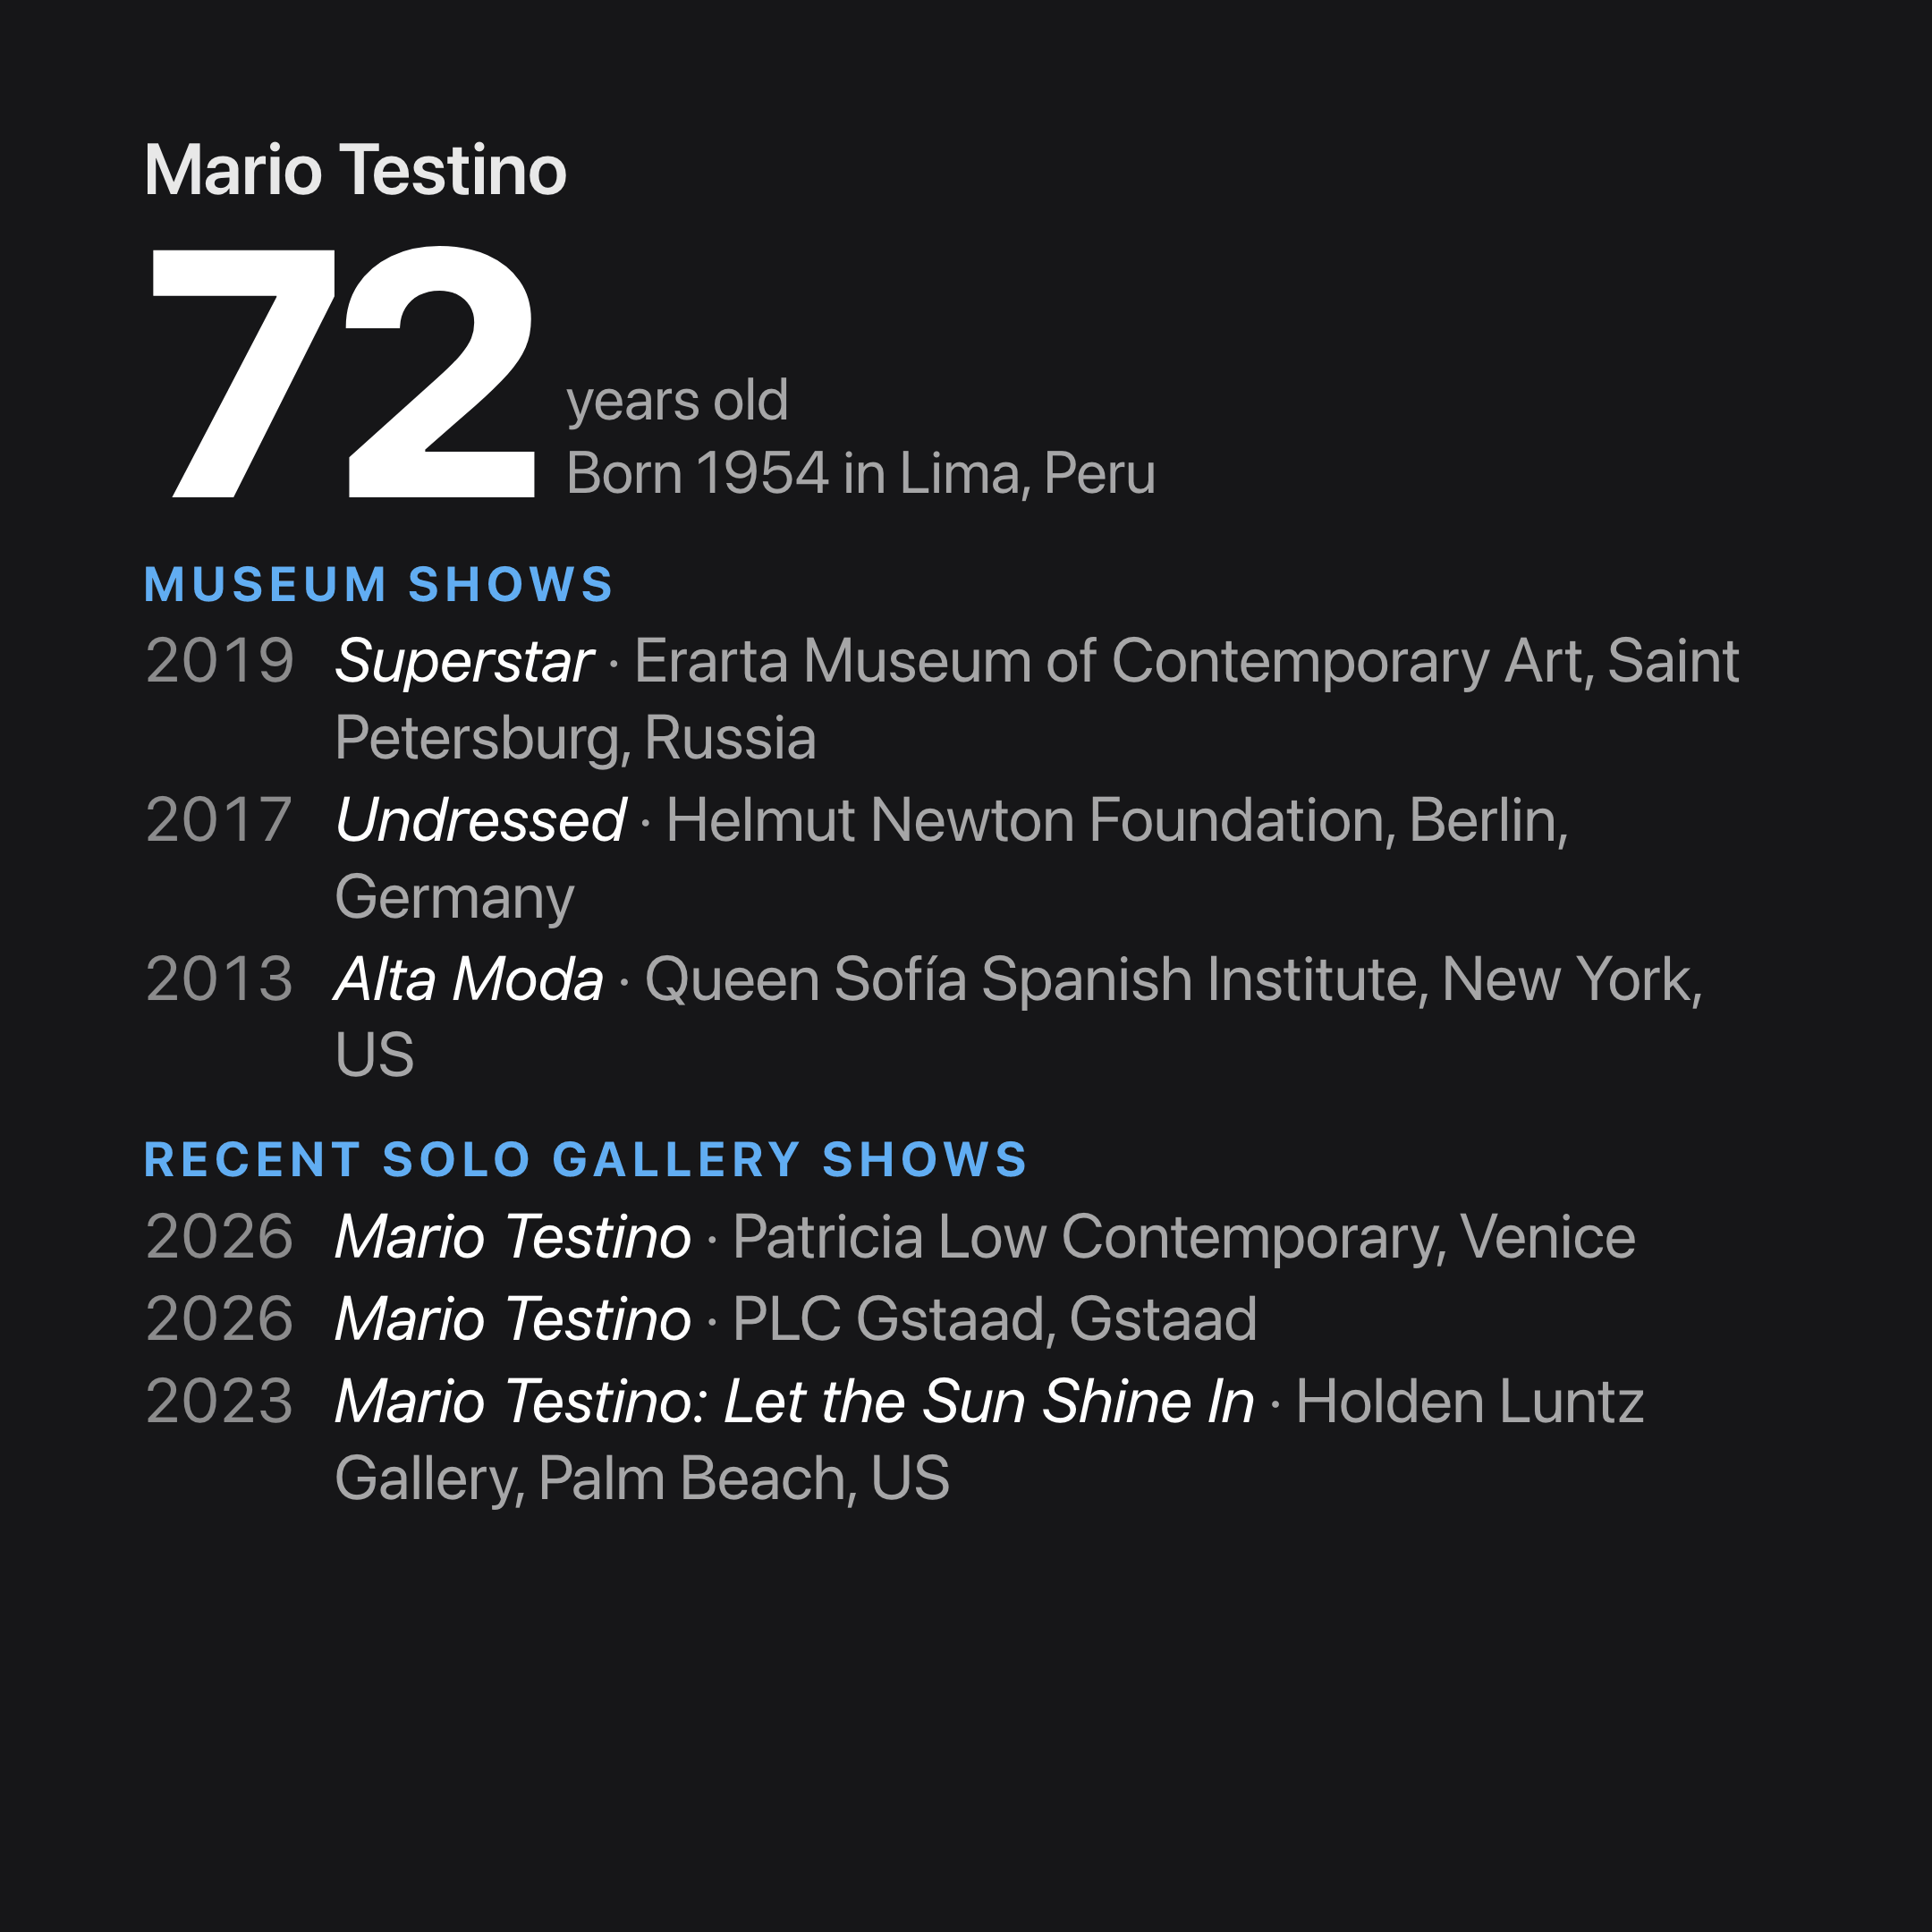 Mario Testino
72
years old
Born 1954 in Lima, Peru
MUSEUM SHOWS
2019 Superstar · Erarta Museum of Contemporary Art, Saint
Petersburg, Russia
2017 Undressed · Helmut Newton Foundation, Berlin,
Germany
2013 Alta Moda · Queen Sofía Spanish Institute, New York,
US
RECENT SOLO GALLERY SHOWS
2026 Mario Testino · Patricia Low Contemporary, Venice
2026 Mario Testino · PLC Gstaad, Gstaad
2023 Mario Testino: Let the Sun Shine In · Holden Luntz
Gallery, Palm Beach, US